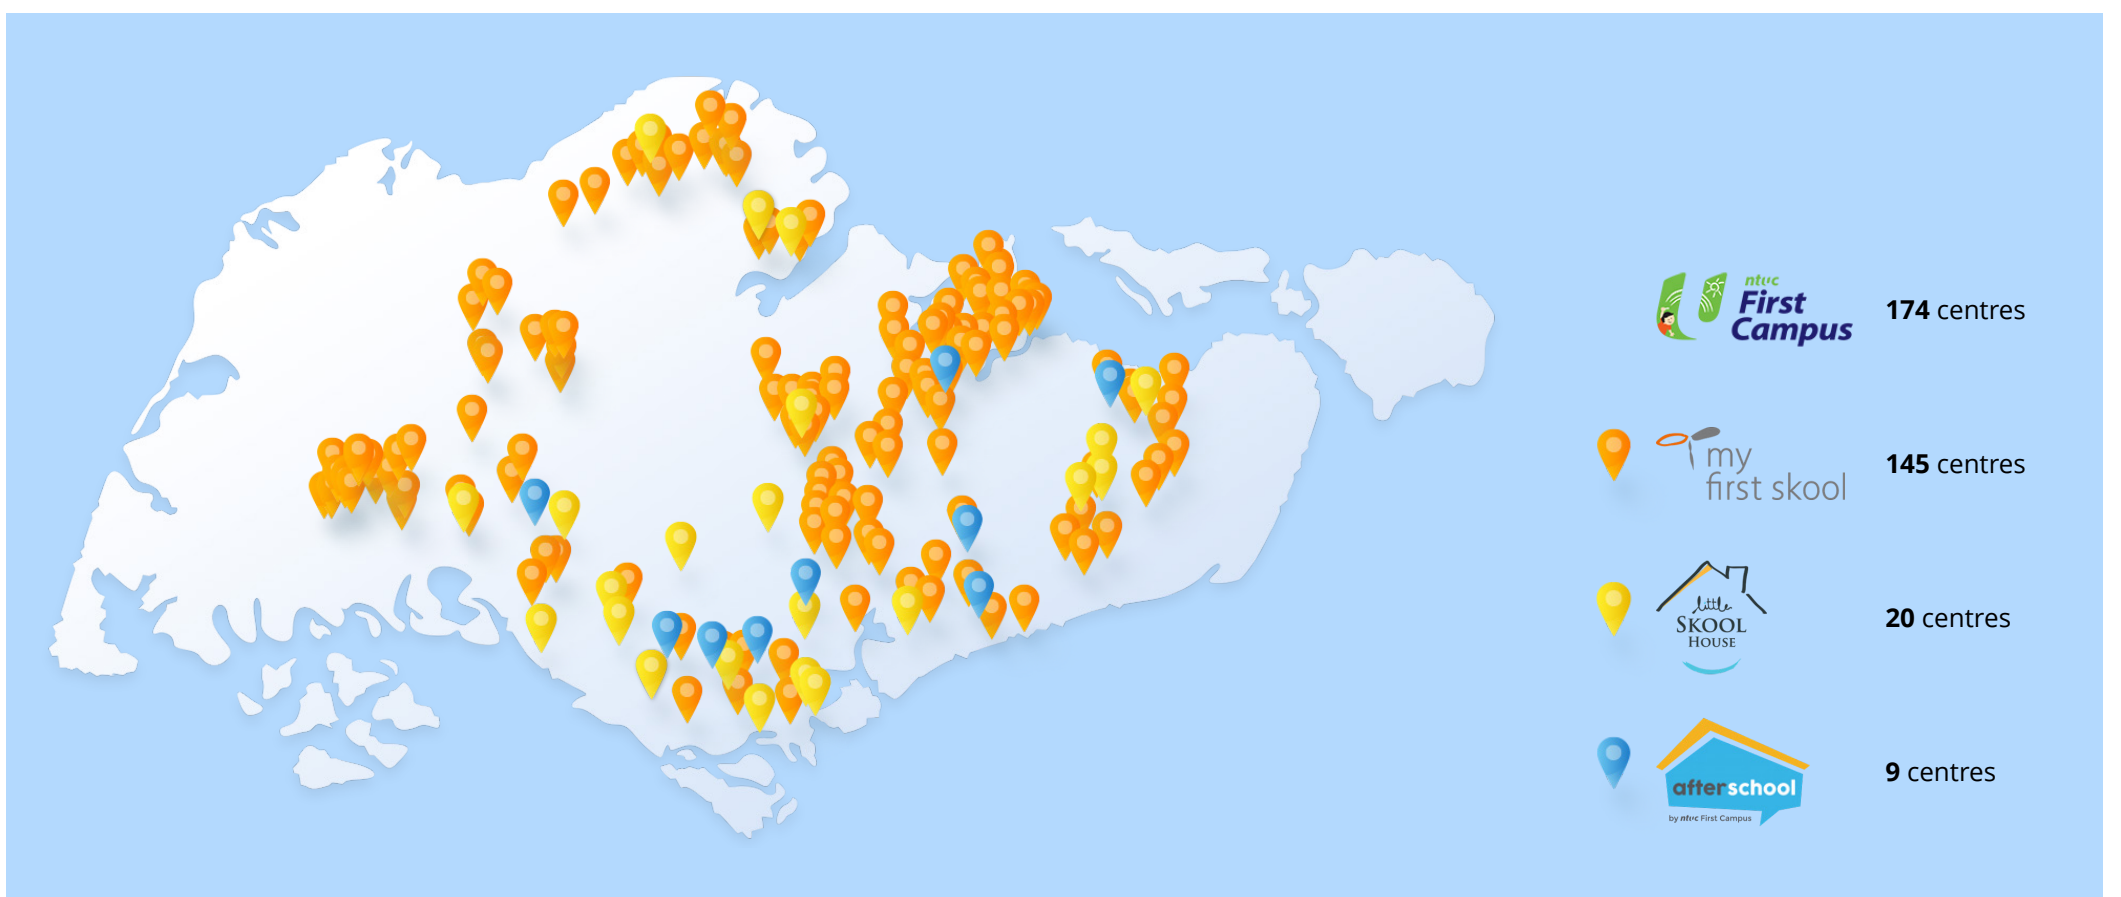 ntuc
First
Campus
174 centres
my
first skool
145 centres
little
SKOOL
HOUSE
20 centres
afterschool
by ntuc First Campus
9 centres